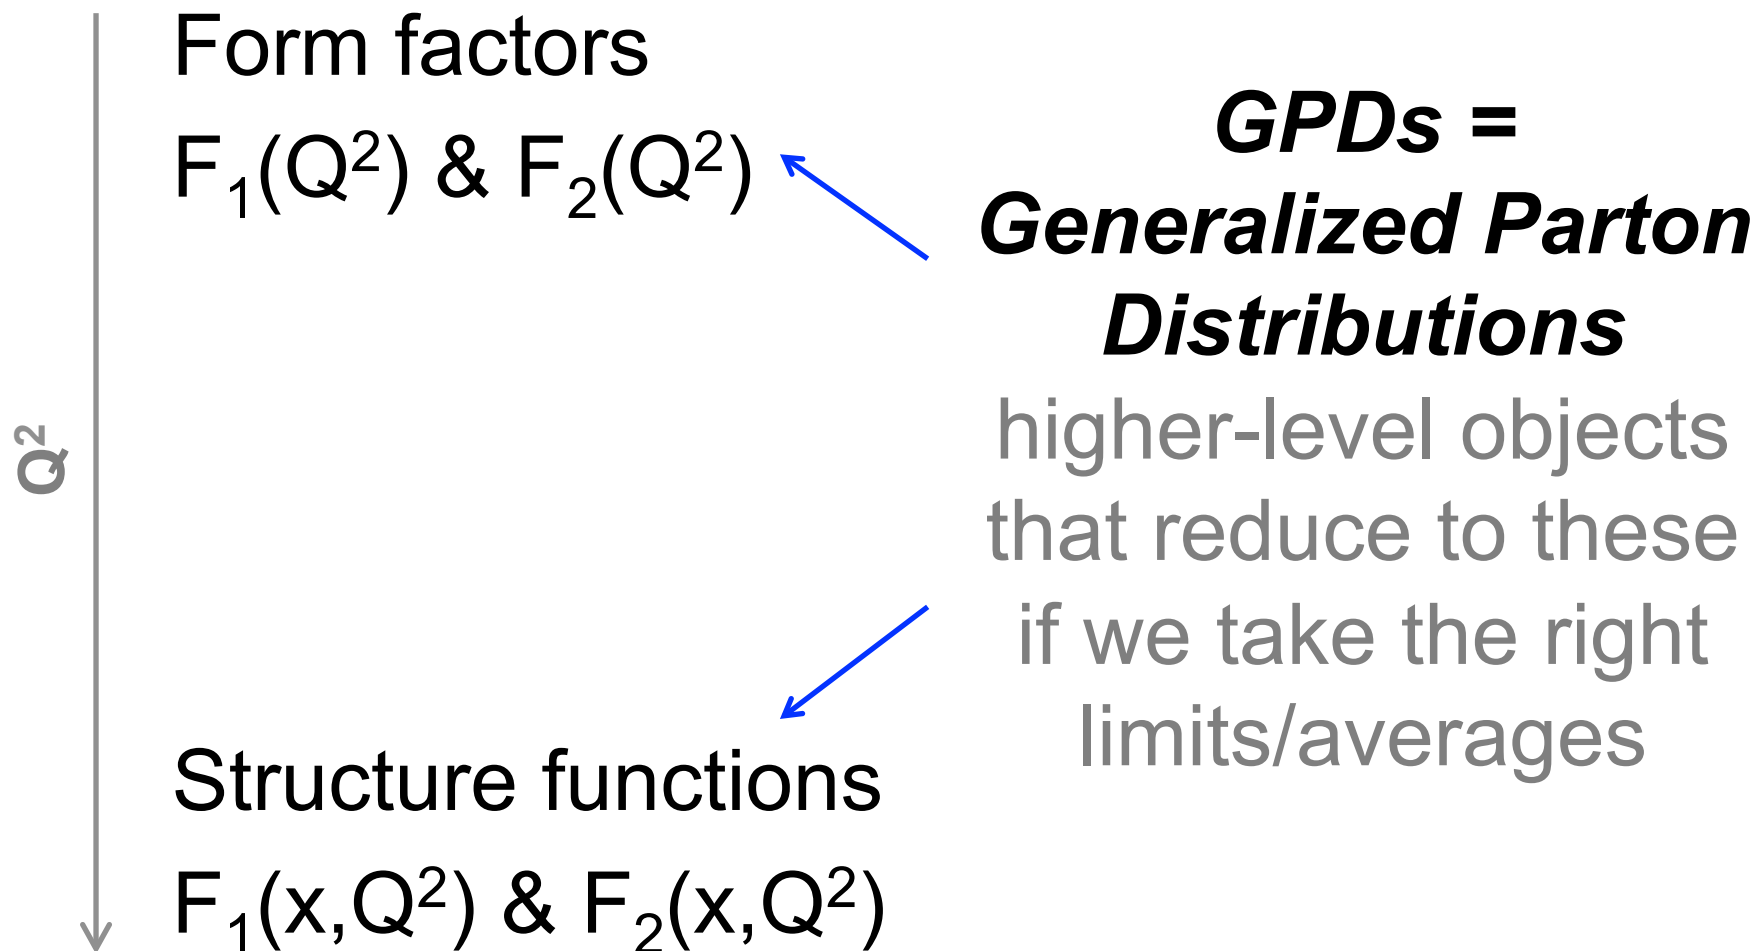 Form factors
F₁(Q²) & F₂(Q²)
GPDs =
Generalized Parton
Distributions
higher-level objects
that reduce to these
if we take the right
limits/averages
Q²
Structure functions
F₁(x,Q²) & F₂(x,Q²)